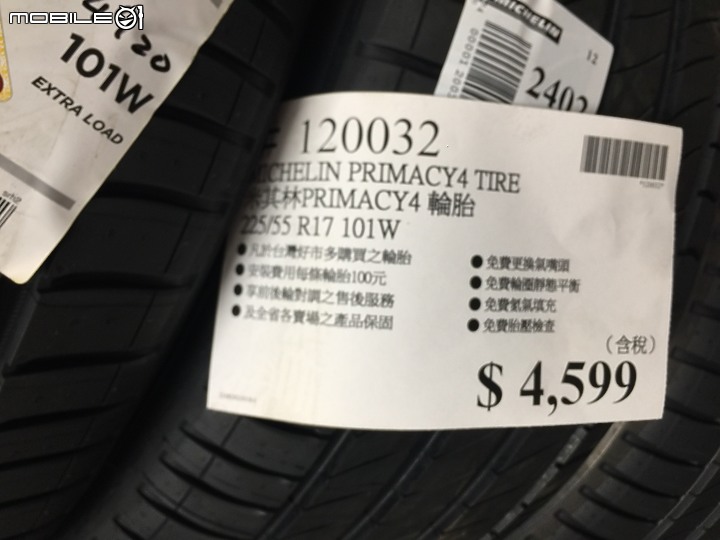 MOBILE01
101W
EXTRA LOAD
MICHELIN
12
2402
# 120032
MICHELIN PRIMACY4 TIRE
米其林PRIMACY4 輪胎
225/55 R17 101W
● 凡於台灣好市多購買之輪胎
● 安裝費用每條輪胎100元
● 享前後輪對調之售後服務
● 及全省各賣場之產品保固
● 免費更換氣嘴頭
● 免費輪圈靜態平衡
● 免費氮氣填充
● 免費胎壓檢查
(含稅)
$ 4,599